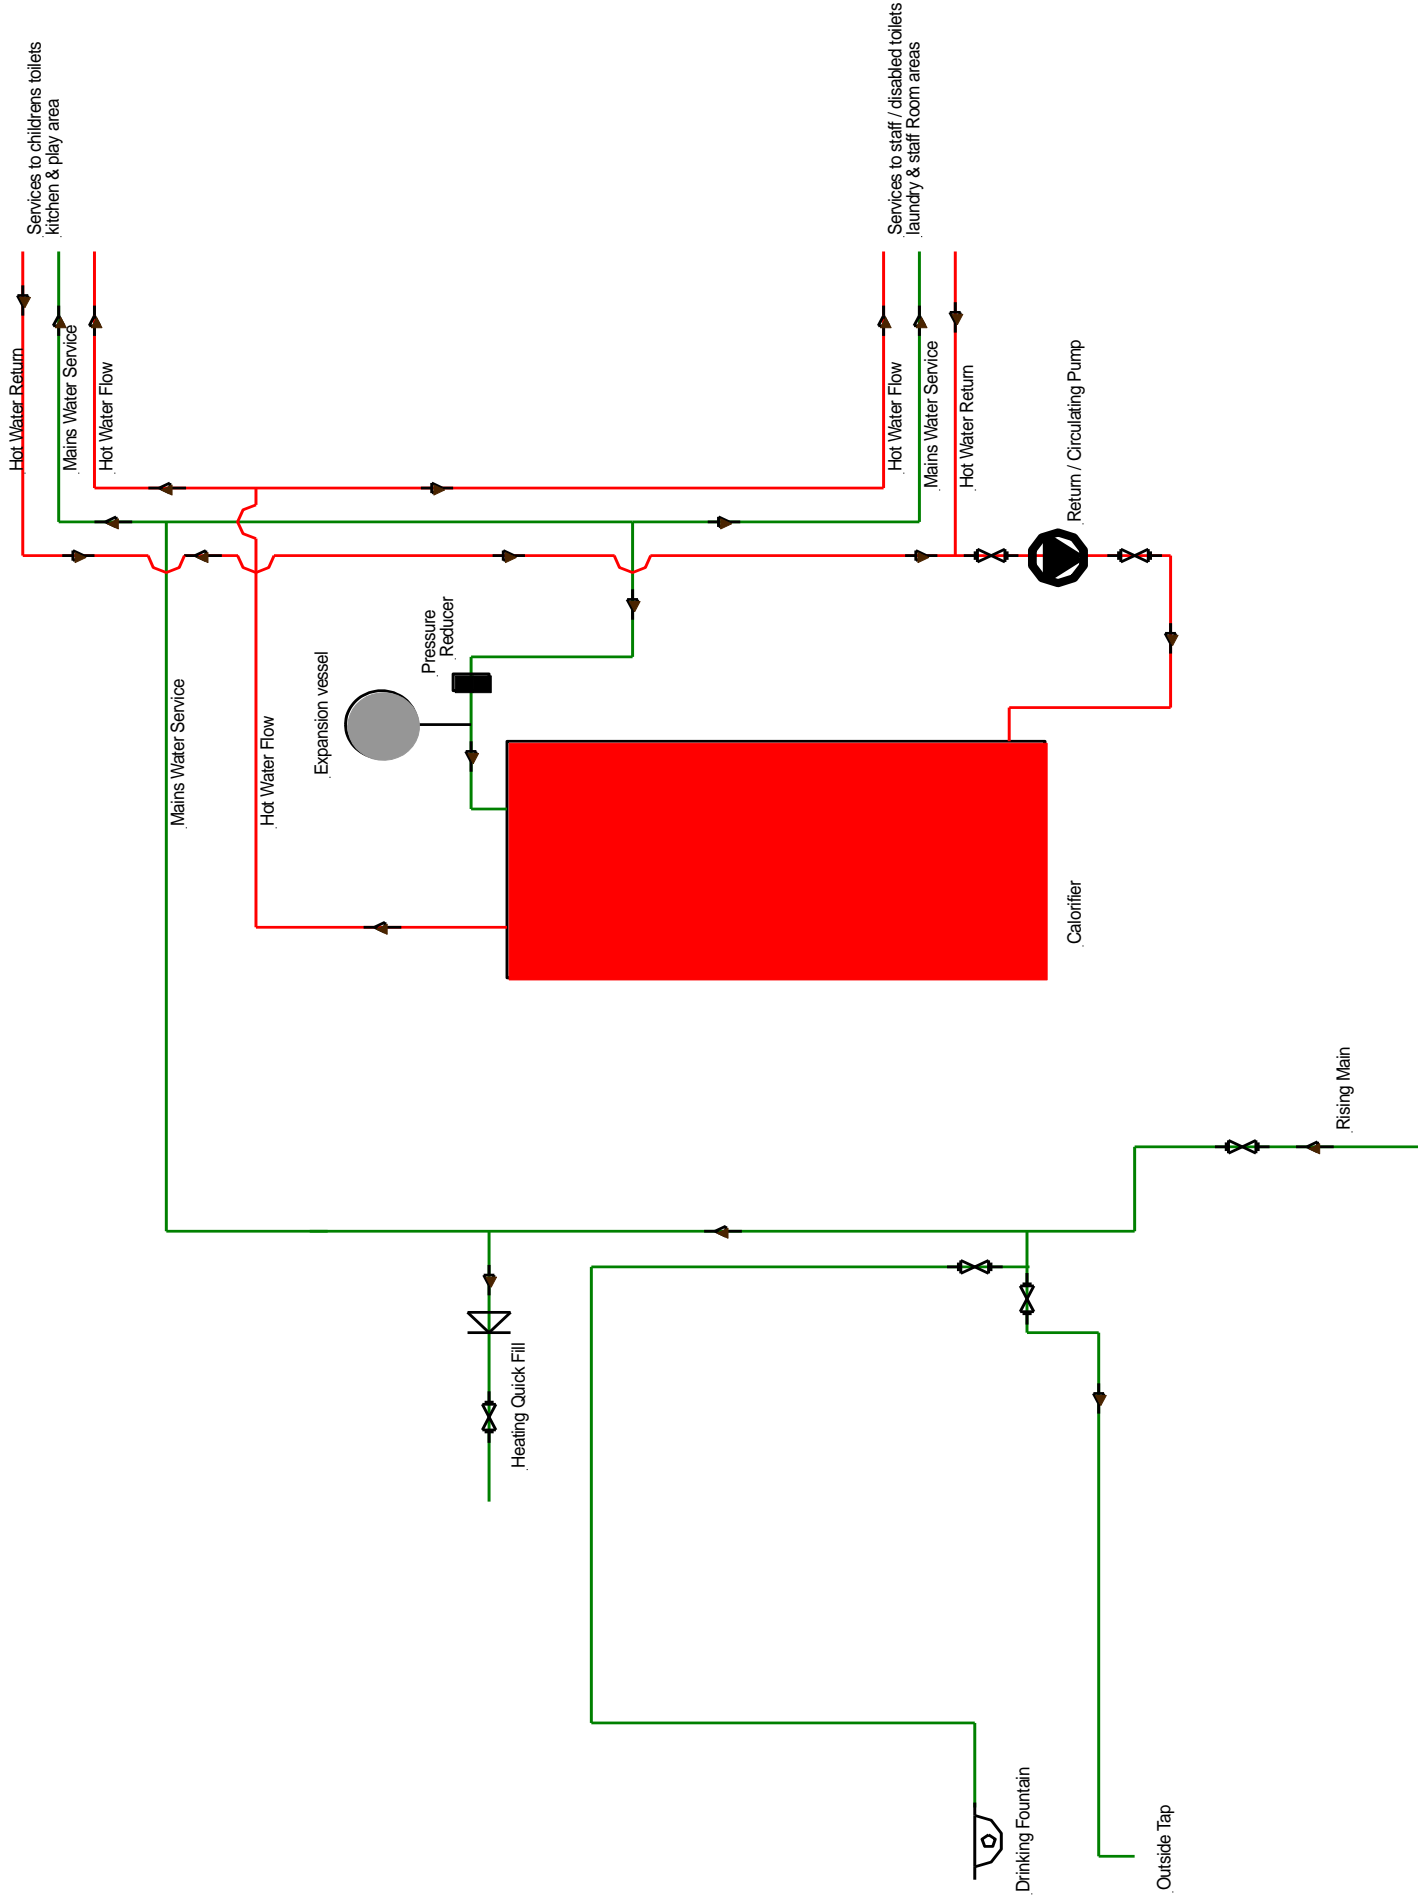 Services to childrens toilets
kitchen & play area
Services to staff / disabled toilets
laundry & staff Room areas
Hot Water Return
Mains Water Service
Hot Water Flow
Hot Water Flow
Mains Water Service
Hot Water Return
Return / Circulating Pump
Pressure
Reducer
Expansion vessel
Mains Water Service
Hot Water Flow
Calorifier
Rising Main
Heating Quick Fill
Drinking Fountain
Outside Tap